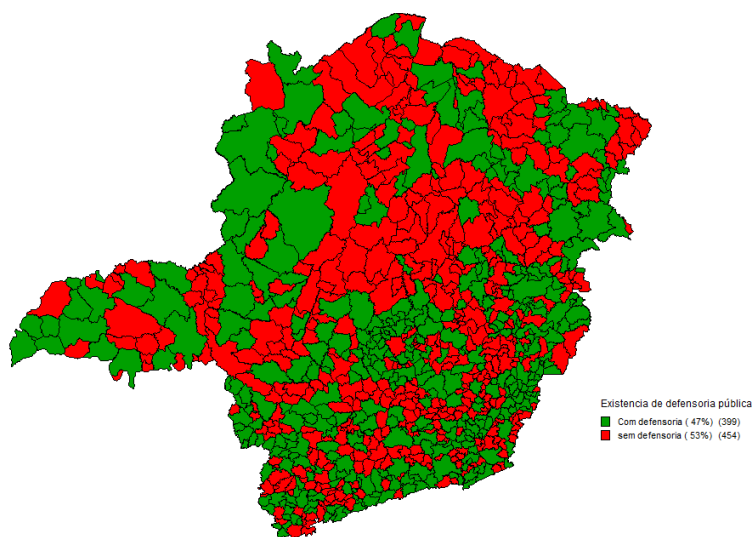 Existencia de defensoria pública
Com defensoria ( 47%) (399)
sem defensoria ( 53%) (454)